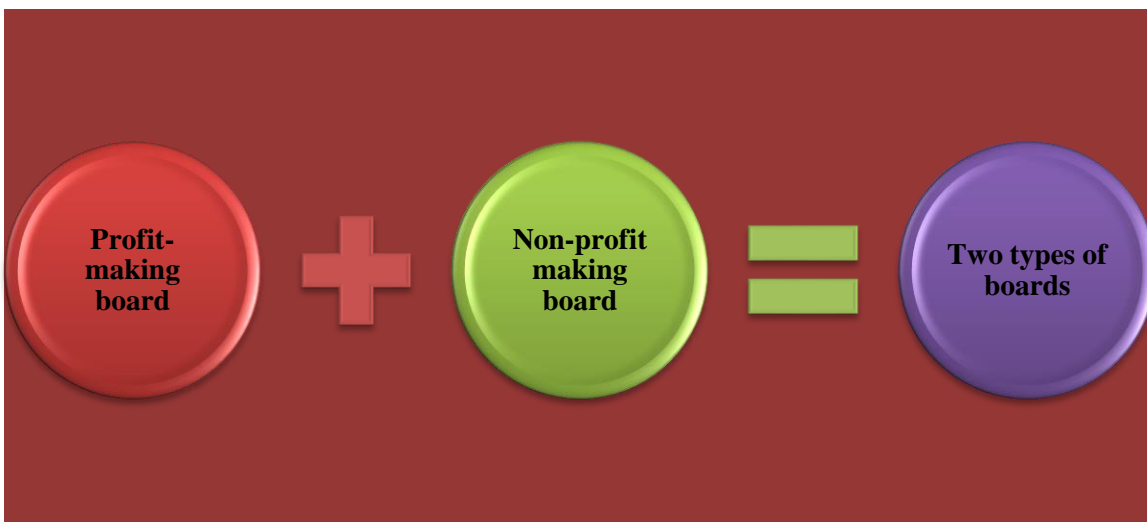 Profit-
making
board
Non-profit
making
board
Two types of
boards